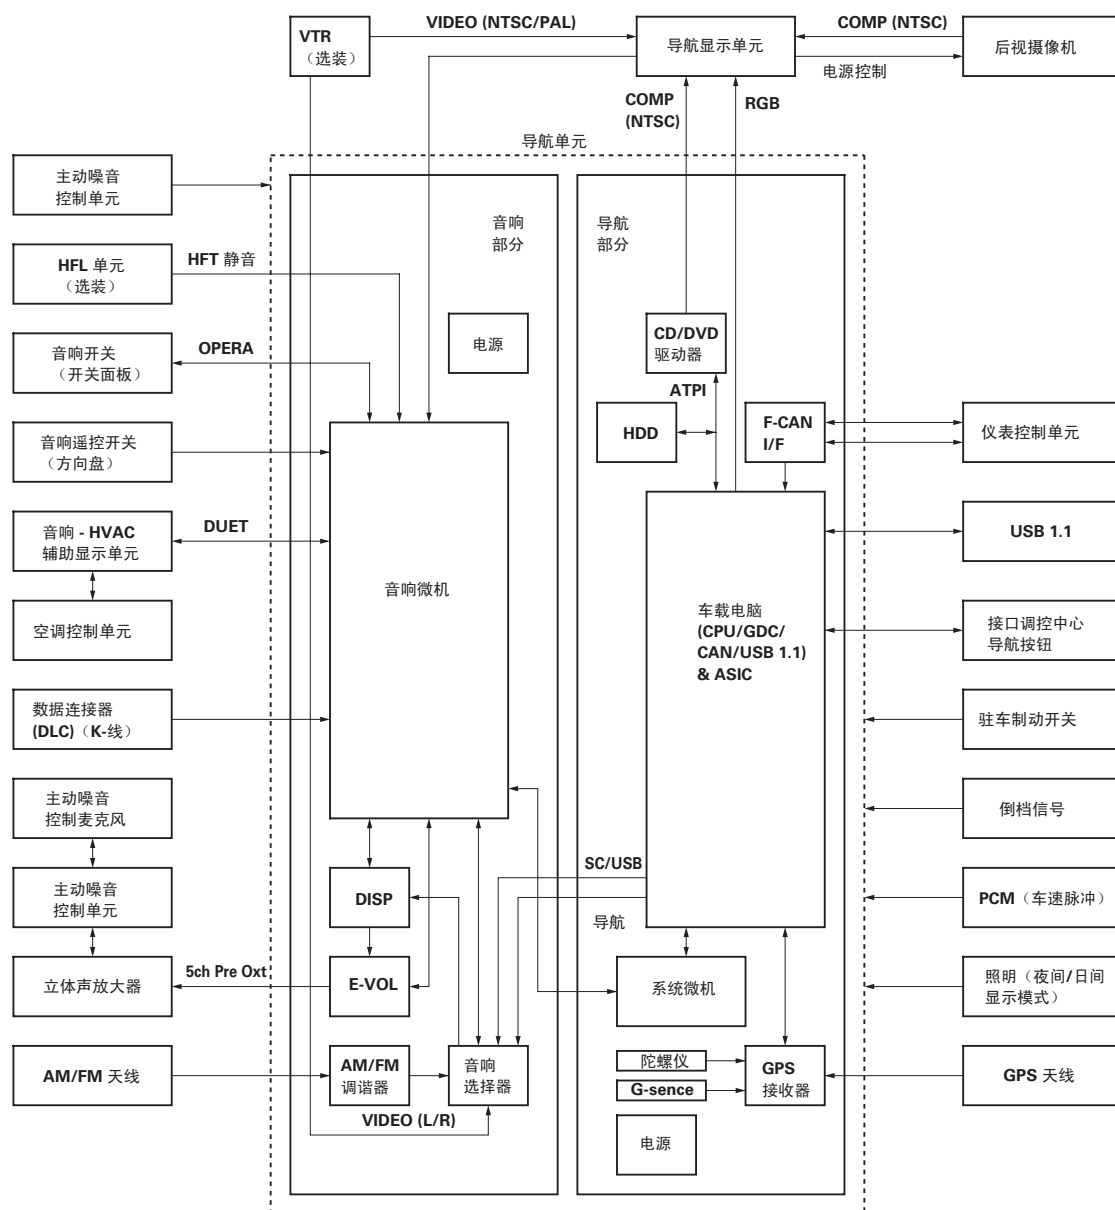 VTR
（选装）
VIDEO (NTSC/PAL)
导航显示单元
COMP (NTSC)
后视摄像机
电源控制
COMP
(NTSC)
RGB
导航单元
主动噪音
控制单元
音响
部分
导航
部分
HFL 单元
（选装）
HFT 静音
电源
CD/DVD
驱动器
音响开关
（开关面板）
OPERA
ATPI
HDD
F-CAN
I/F
仪表控制单元
音响遥控开关
（方向盘）
音响 - HVAC
辅助显示单元
DUET
USB 1.1
音响微机
车载电脑
(CPU/GDC/
CAN/USB 1.1)
& ASIC
空调控制单元
接口调控中心
导航按钮
数据连接器
(DLC)（K-线）
驻车制动开关
主动噪音
控制麦克风
倒档信号
SC/USB
主动噪音
控制单元
DISP
导航
PCM（车速脉冲）
立体声放大器
5ch Pre Oxt
E-VOL
系统微机
照明（夜间/日间
显示模式）
AM/FM 天线
AM/FM
调谐器
音响
选择器
陀螺仪
G-sence
GPS
接收器
GPS 天线
VIDEO (L/R)
电源